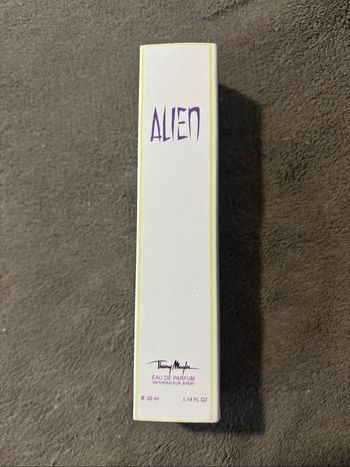 ALIEN
Thierry Mugler
EAU DE PARFUM
VAPORISATEUR SPRAY
e 33 ml 1,14 FL.OZ